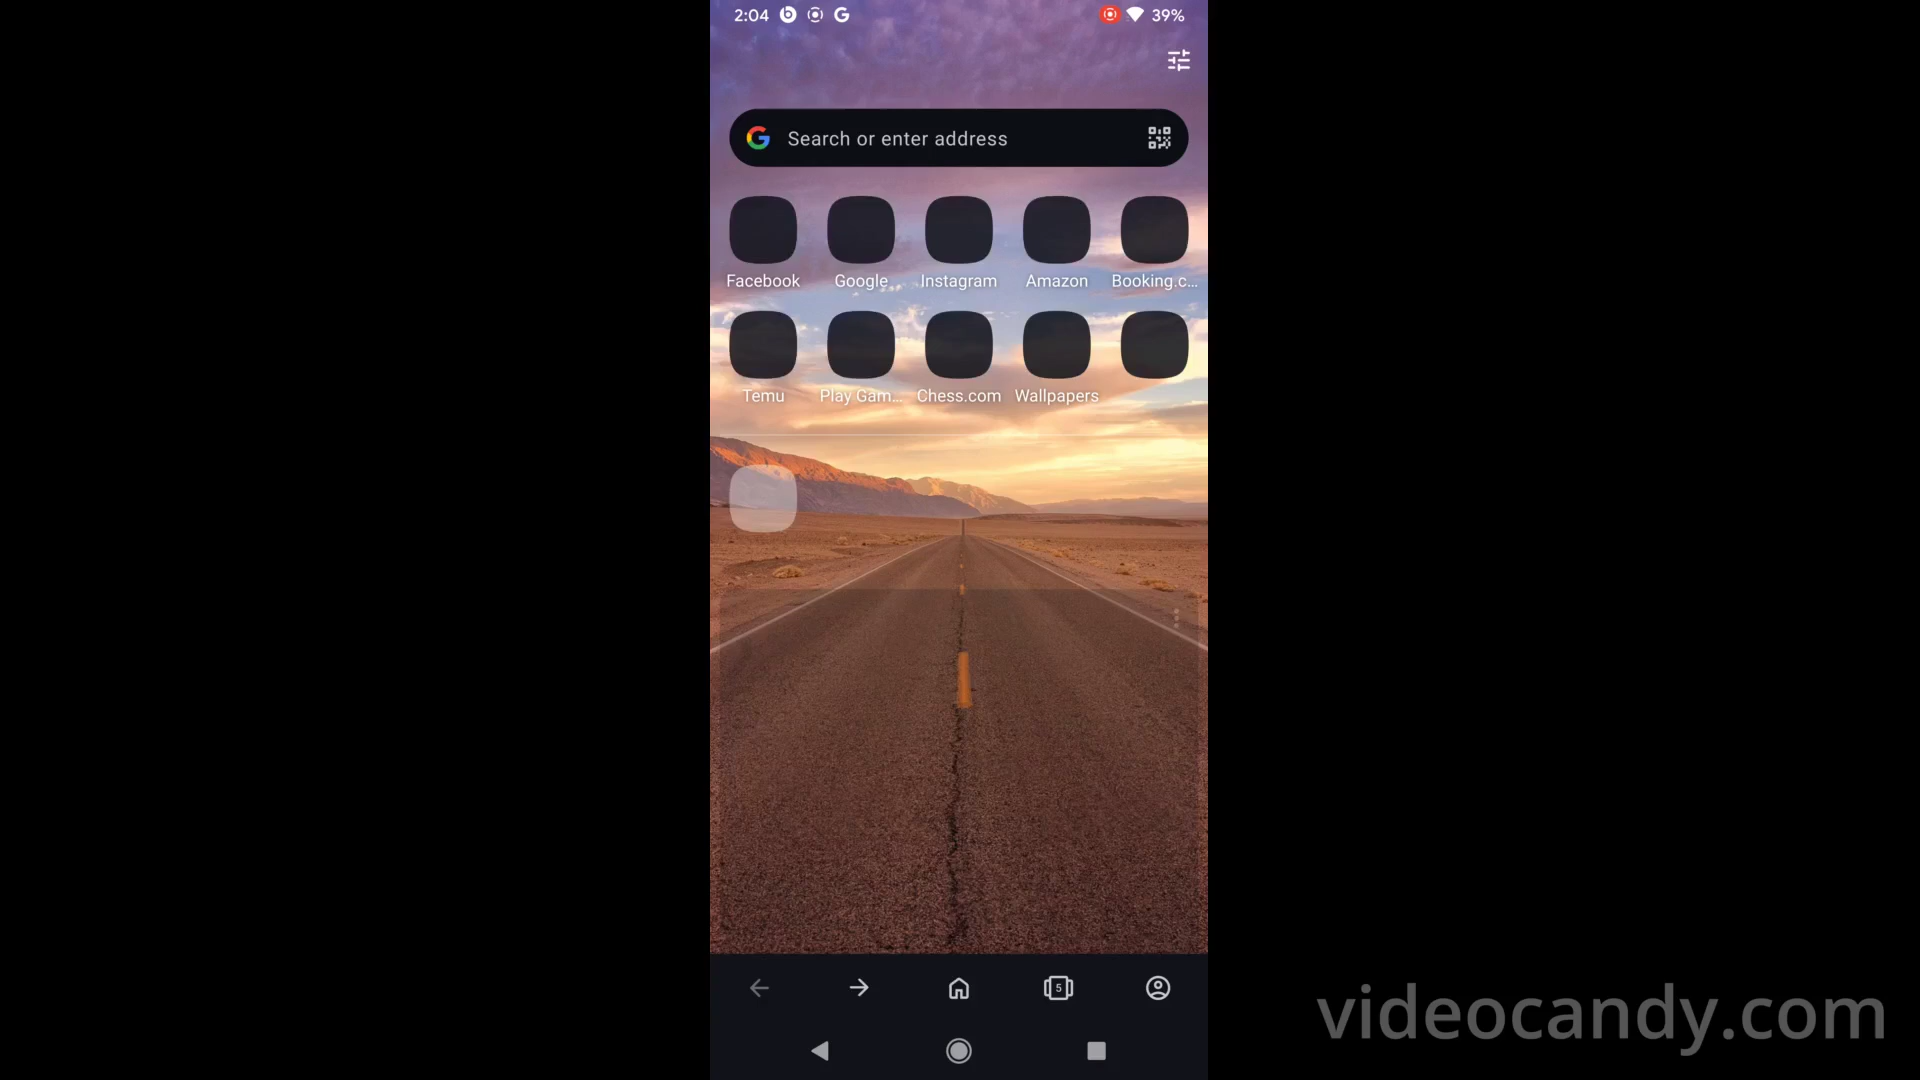 2:04 39%
Search or enter address
Facebook Google Instagram Amazon Booking.c...
Temu Play Gam... Chess.com Wallpapers
5
videocandy.com